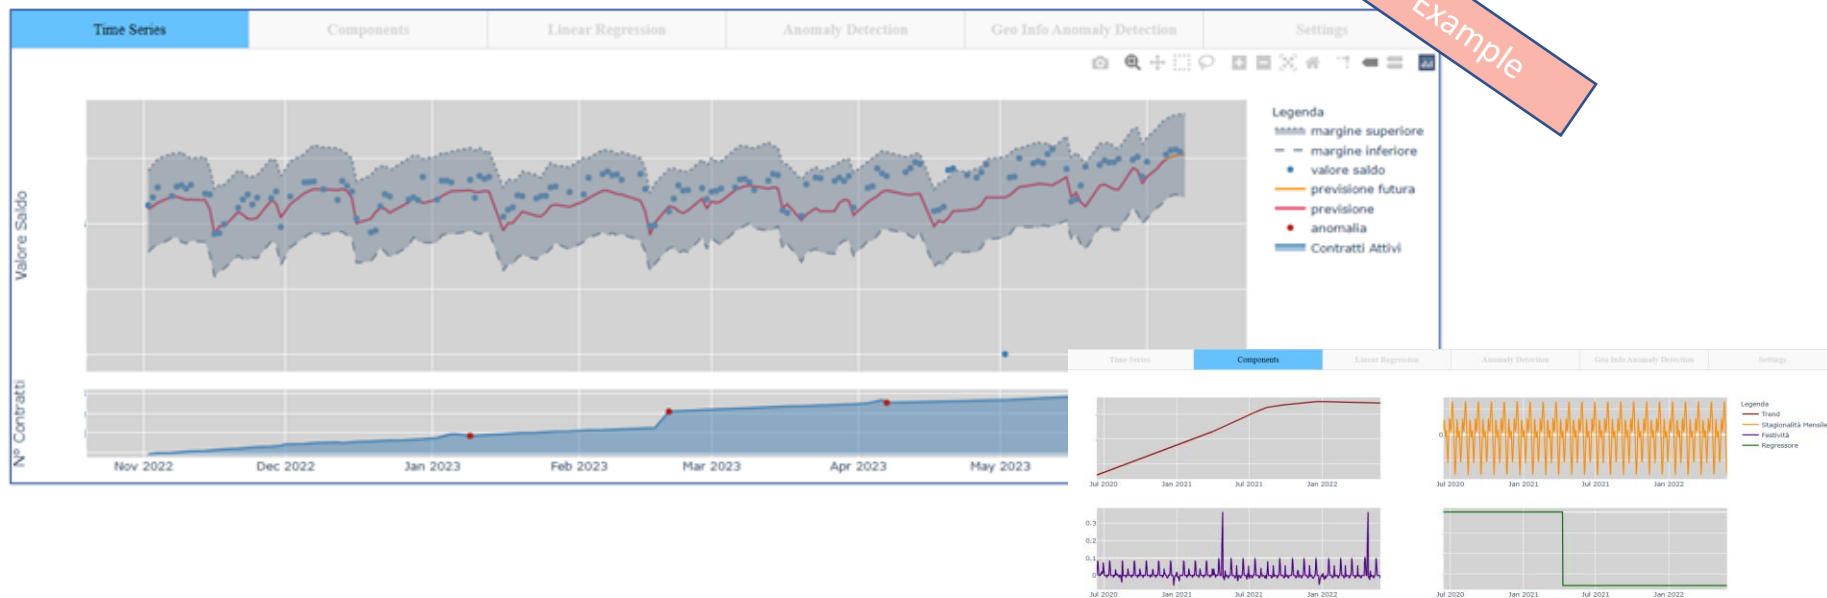 Time Series
Components
Linear Regression
Anomaly Detection
Geo Info Anomaly Detection
Settings
Example
Valore Saldo
Legenda
margine superiore
margine inferiore
valore saldo
previsione futura
previsione
anomalia
Contratti Attivi
N° Contratti
Nov 2022
Dec 2022
Jan 2023
Feb 2023
Mar 2023
Apr 2023
May 2023
Time Series
Components
Linear Regression
Anomaly Detection
Geo Info Anomaly Detection
Settings
Jul 2020
Jan 2021
Jul 2021
Jan 2022
0
Jul 2020
Jan 2021
Jul 2021
Jan 2022
Legenda
Trend
Stagionalità Mensile
Festività
Regressore
0.3
0.2
0.1
0
Jul 2020
Jan 2021
Jul 2021
Jan 2022
Jul 2020
Jan 2021
Jul 2021
Jan 2022